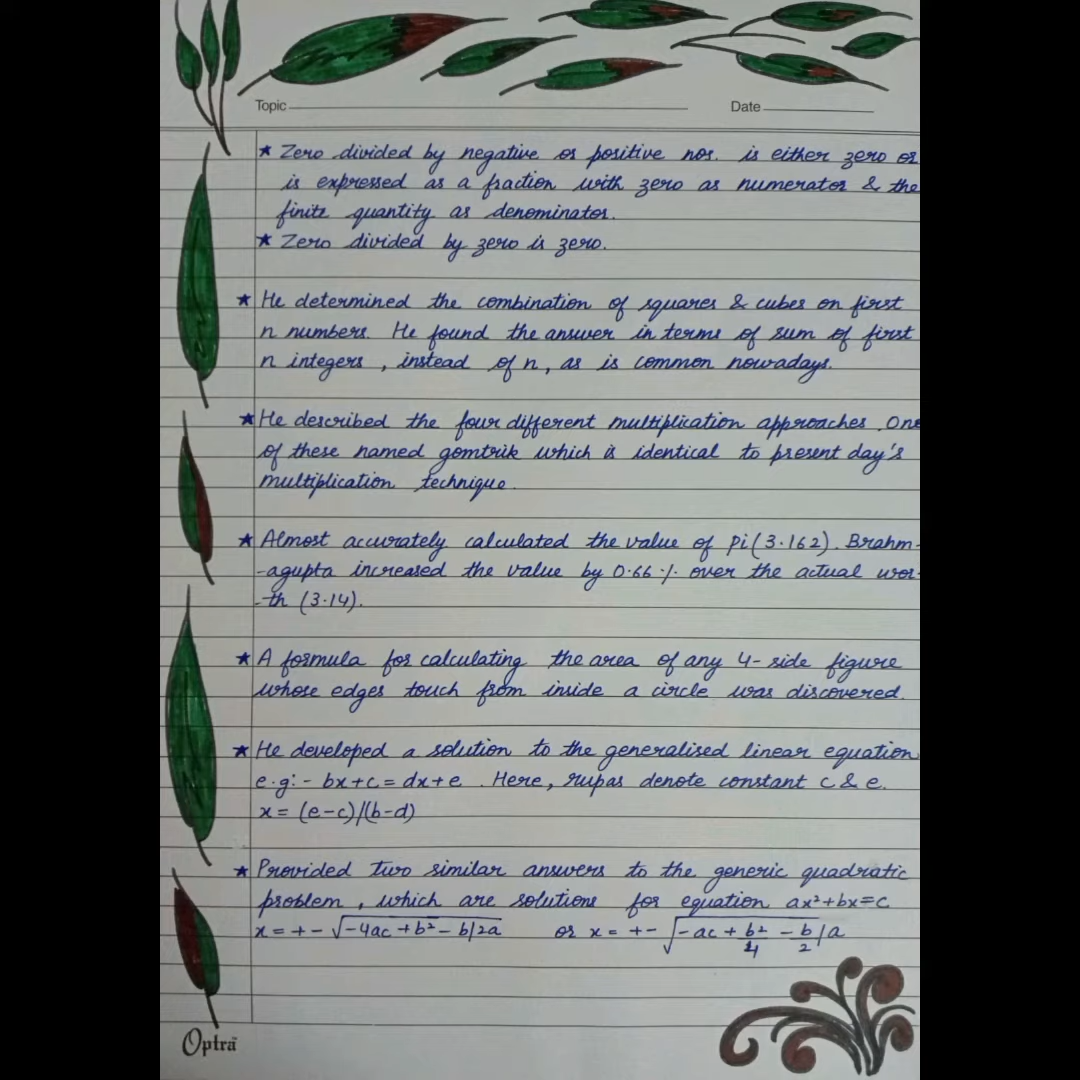 Topic
Date
★ Zero divided by negative or positive nos. is either zero or
is expressed as a fraction with zero as numerator & the
finite quantity as denominator.
★ Zero divided by zero is zero.
★ He determined the combination of squares & cubes on first
n numbers. He found the answer in terms of sum of first
n integers, instead of n, as is common nowadays.
★ He described the four different multiplication approaches. One
of these named gomtrik which is identical to present day's
multiplication technique.
★ Almost accurately calculated the value of Pi(3.162). Brahm-
-agupta increased the value by 0.66 % over the actual wor-
-th (3.14).
★ A formula for calculating the area of any 4-side figure
whose edges touch from inside a circle was discovered.
★ He developed a solution to the generalised linear equation
e.g:- bx+c = dx+e . Here, rupas denote constant c & e.
x = (e-c)/(b-d)
★ Provided two similar answers to the generic quadratic
problem, which are solutions for equation ax²+bx=c
x = +- √-4ac + b² - b/2a or x = +- √-ac + b²/4 - b/2 /a
Optra